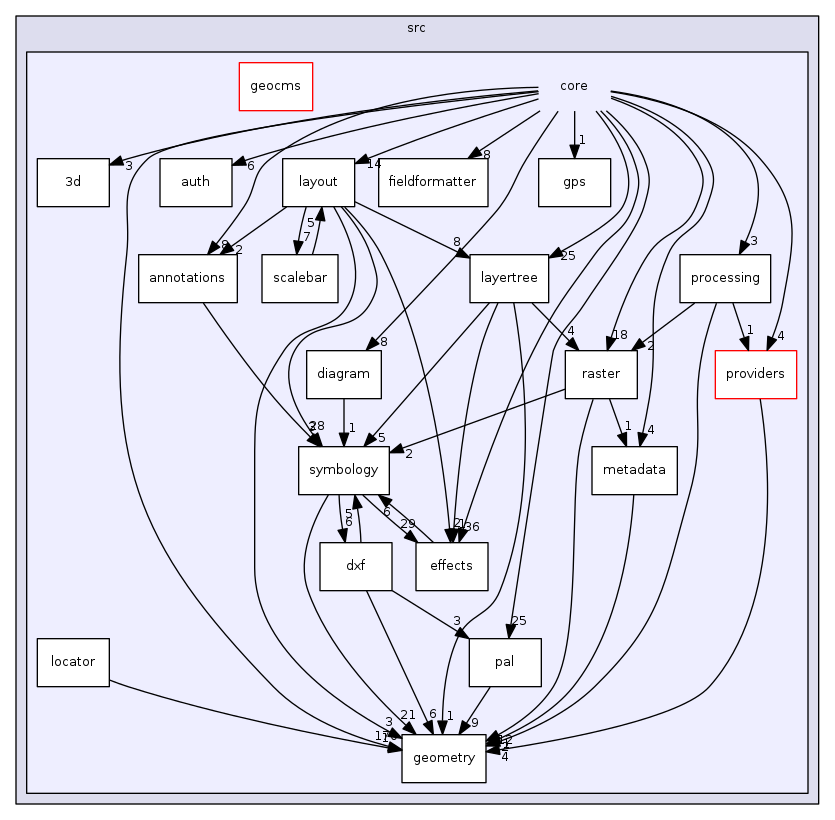 src
geocms
core
1
3
6
14
8
3d
auth
layout
fieldformatter
gps
5
7
8
2
8
25
3
annotations
scalebar
layertree
processing
4
18
2
1
4
8
diagram
raster
providers
28
1
5
2
1
4
symbology
metadata
5
6
6
29
2
36
dxf
effects
3
25
locator
pal
3
21
6
1
9
geometry
4